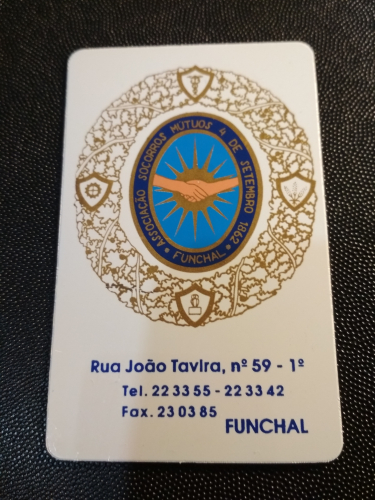 ASSOCIAÇÃO SOCORROS MÚTUOS 4 DE SETEMBRO 1862
* FUNCHAL *
Rua João Tavira, nº 59 - 1º
Tel. 22 33 55 - 22 33 42
Fax. 23 03 85
FUNCHAL